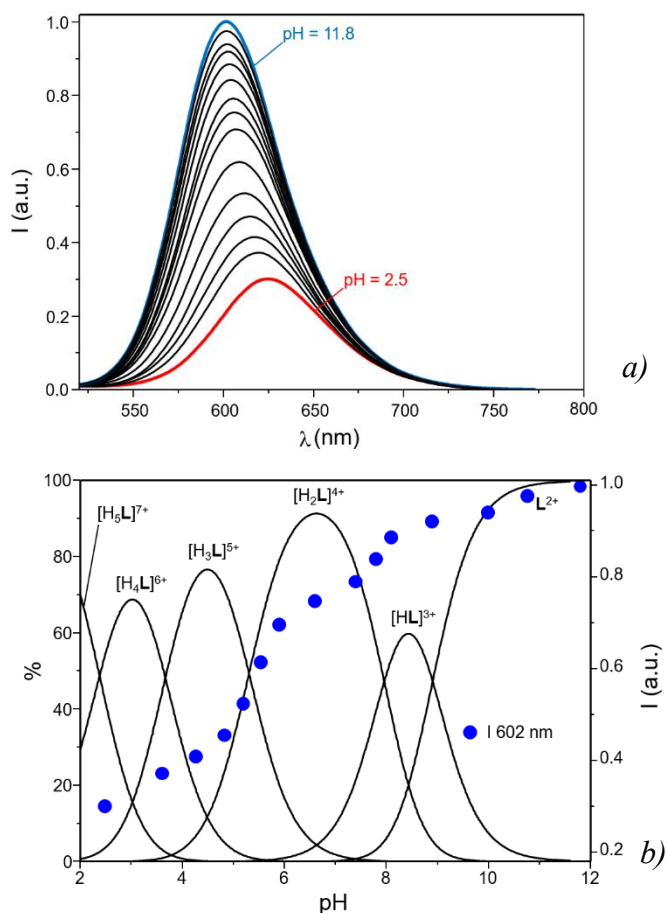 1.0
0.8
0.6
0.4
0.2
0.0
I (a.u.)
pH = 11.8
pH = 2.5
550
600
650
700
750
800
λ (nm)
a)
100
80
60
40
20
0
%
[H₅L]⁷⁺
[H₄L]⁶⁺
[H₃L]⁵⁺
[H₂L]⁴⁺
[HL]³⁺
L²⁺
I 602 nm
1.0
0.8
0.6
0.4
0.2
I (a.u.)
2
4
6
8
10
12
pH
b)